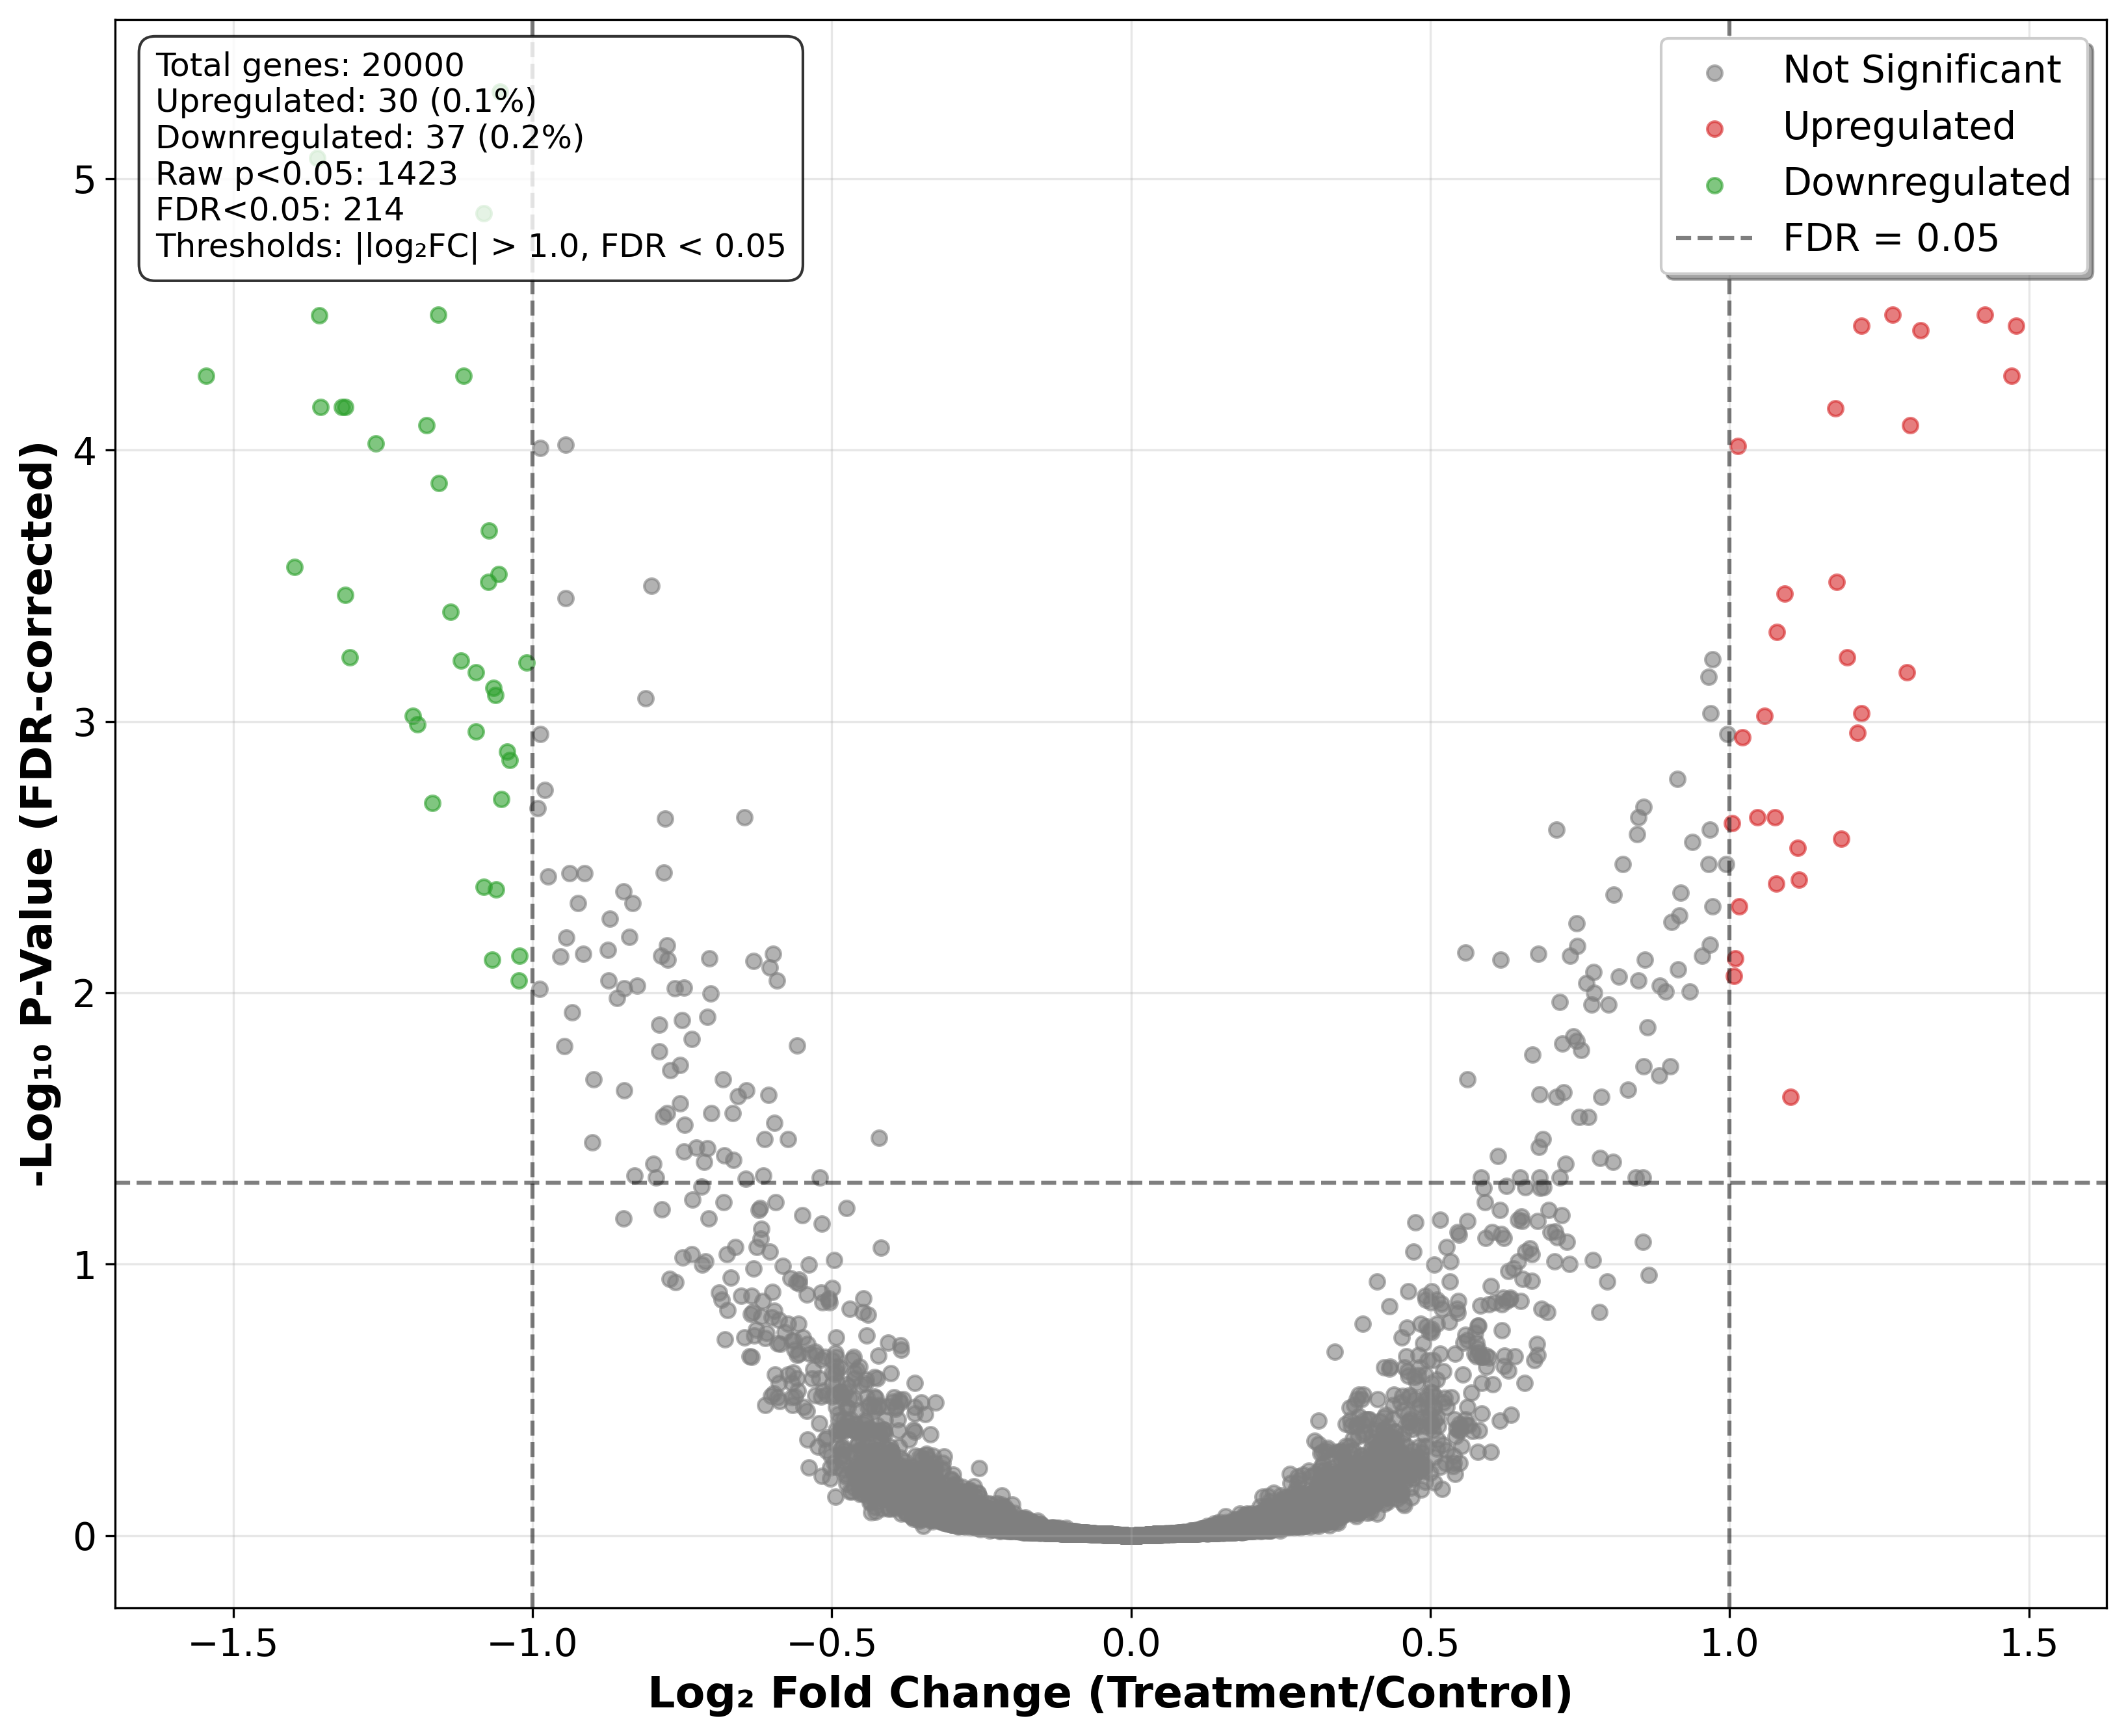 Total genes: 20000
Upregulated: 30 (0.1%)
Downregulated: 37 (0.2%)
Raw p<0.05: 1423
FDR<0.05: 214
Thresholds: |log₂FC| > 1.0, FDR < 0.05
Not Significant
Upregulated
Downregulated
FDR = 0.05
-Log₁₀ P-Value (FDR-corrected)
5
4
3
2
1
0
−1.5
−1.0
−0.5
0.0
0.5
1.0
1.5
Log₂ Fold Change (Treatment/Control)